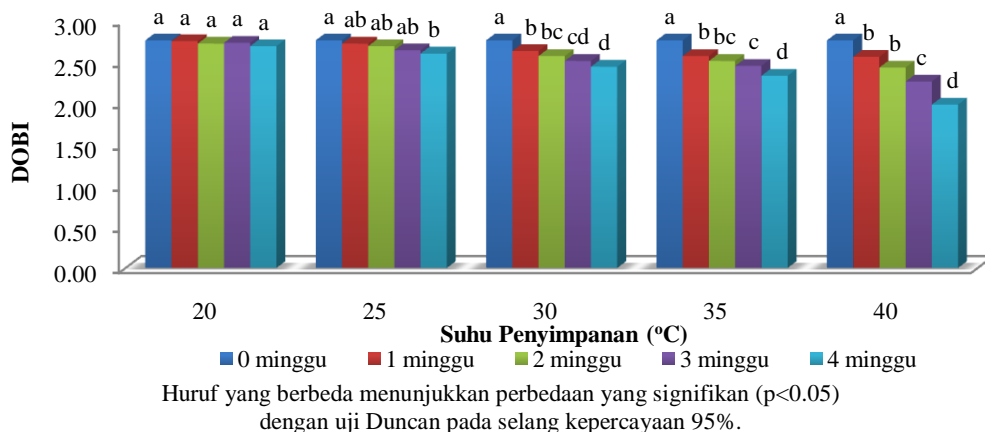 a a a a a a ab ab ab b a b bc cd d a b bc c d a b b c d
3.00
2.50
2.00
1.50
1.00
0.50
0.00
DOBI
20 25 30 35 40
Suhu Penyimpanan (ᵒC)
0 minggu 1 minggu 2 minggu 3 minggu 4 minggu
Huruf yang berbeda menunjukkan perbedaan yang signifikan (p<0.05)
dengan uji Duncan pada selang kepercayaan 95%.